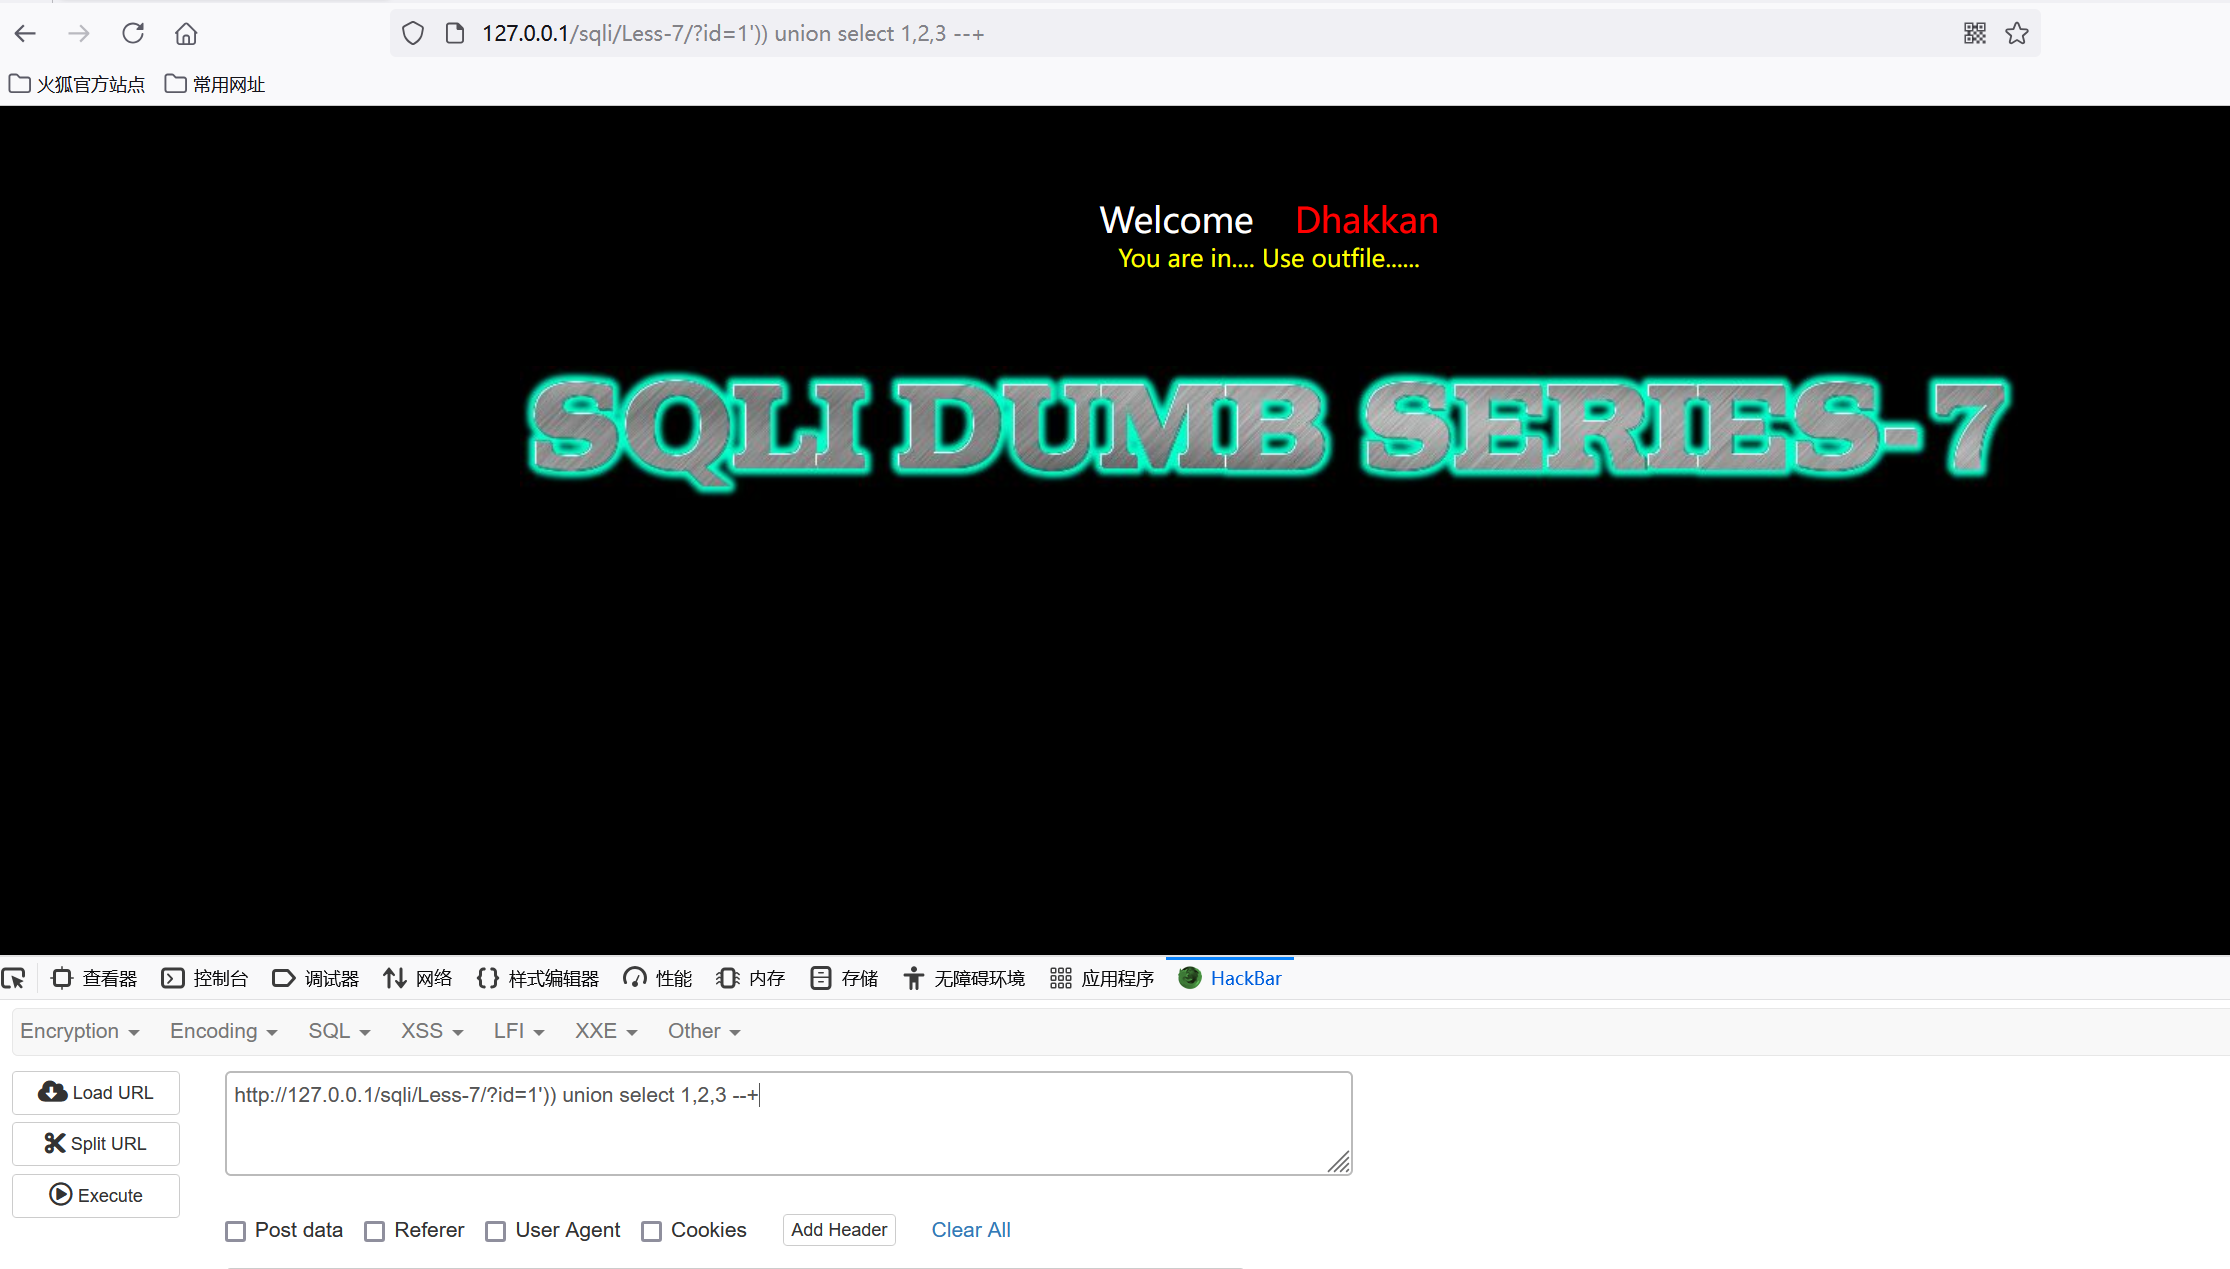 127.0.0.1/sqli/Less-7/?id=1')) union select 1,2,3 --+
火狐官方站点 常用网址
Welcome Dhakkan
You are in.... Use outfile......
SQLI DUMB SERIES-7
查看器 控制台 调试器 网络 样式编辑器 性能 内存 存储 无障碍环境 应用程序 HackBar
Encryption Encoding SQL XSS LFI XXE Other
Load URL http://127.0.0.1/sqli/Less-7/?id=1')) union select 1,2,3 --+
Split URL
Execute
Post data Referer User Agent Cookies Add Header Clear All